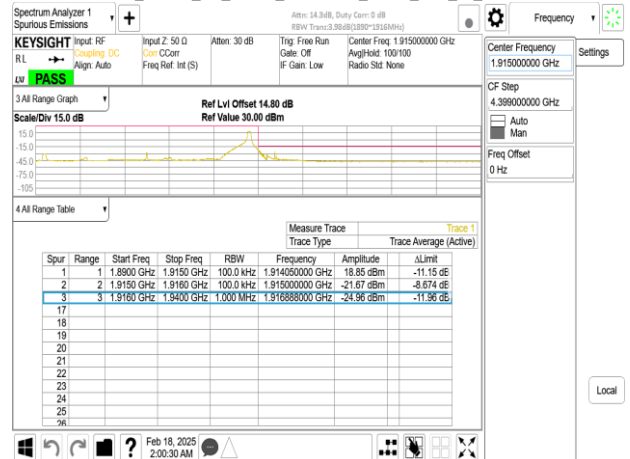 Spectrum Analyzer 1
Spurious Emissions
Attn: 14.3dB, Duty Corr: 0 dB
RBW Trans:3.98dB(1890~1916MHz)
Frequency
KEYSIGHT
Input: RF
Coupling: DC
Align: Auto
Input Z: 50 Ω
Corr CCorr
Freq Ref: Int (S)
Atten: 30 dB
Trig: Free Run
Gate: Off
IF Gain: Low
Center Freq: 1.915000000 GHz
Avg|Hold: 100/100
Radio Std: None
R L
LXI
PASS
Center Frequency
1.915000000 GHz
Settings
CF Step
4.399000000 GHz
Auto
Man
Freq Offset
0 Hz
3 All Range Graph
Ref Lvl Offset 14.80 dB
Scale/Div 15.0 dB
Ref Value 30.00 dBm
15.0
-15.0
-45.0
-75.0
-105
4 All Range Table
Measure Trace Trace 1
Trace Type Trace Average (Active)
Spur Range Start Freq Stop Freq RBW Frequency Amplitude ΔLimit
1 1 1.8900 GHz 1.9150 GHz 100.0 kHz 1.914050000 GHz 18.85 dBm -11.15 dB
2 2 1.9150 GHz 1.9160 GHz 100.0 kHz 1.915000000 GHz -21.67 dBm -8.674 dB
3 3 1.9160 GHz 1.9400 GHz 1.000 MHz 1.916888000 GHz -24.96 dBm -11.96 dB
17
18
19
20
21
22
23
24
25
26
Local
Feb 18, 2025
2:00:30 AM